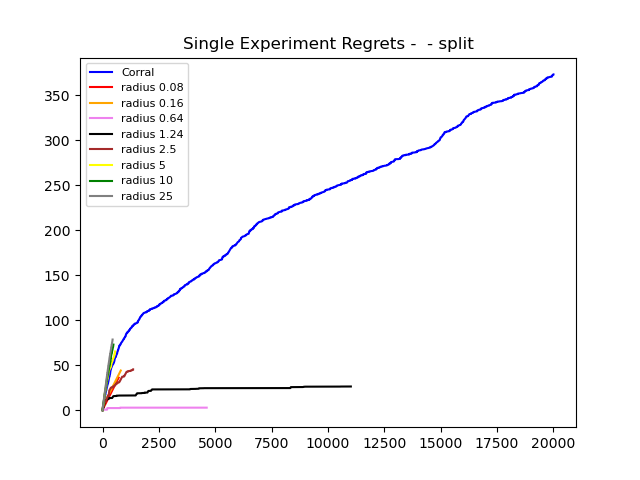 Single Experiment Regrets -  - split
Corral
radius 0.08
radius 0.16
radius 0.64
radius 1.24
radius 2.5
radius 5
radius 10
radius 25
350
300
250
200
150
100
50
0
0 2500 5000 7500 10000 12500 15000 17500 20000